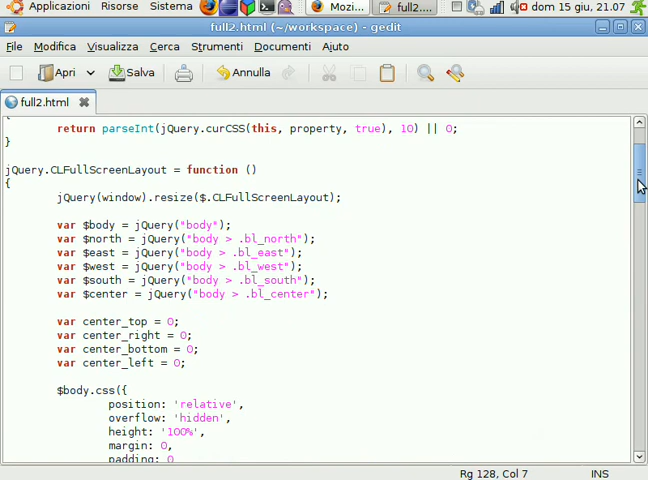 Applicazioni Risorse Sistema Mozi... full2.... dom 15 giu, 21.07
full2.html (~/workspace) - gedit
File Modifica Visualizza Cerca Strumenti Documenti Aiuto
Apri Salva Annulla
full2.html
{
return parseInt(jQuery.curCSS(this, property, true), 10) || 0;
}
jQuery.CLFullScreenLayout = function ()
{
jQuery(window).resize($.CLFullScreenLayout);
var $body = jQuery("body");
var $north = jQuery("body > .bl_north");
var $east = jQuery("body > .bl_east");
var $west = jQuery("body > .bl_west");
var $south = jQuery("body > .bl_south");
var $center = jQuery("body > .bl_center");
var center_top = 0;
var center_right = 0;
var center_bottom = 0;
var center_left = 0;
$body.css({
position: 'relative',
overflow: 'hidden',
height: '100%',
margin: 0,
padding: 0
Rg 128, Col 7 INS